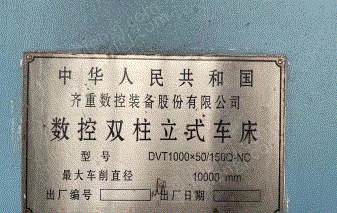 中华人民共和国
齐重数控装备股份有限公司
数控双柱立式车床
型号 DVT1000×50/150Q-NC
最大车削直径 10000 mm
出厂编号 出厂日期